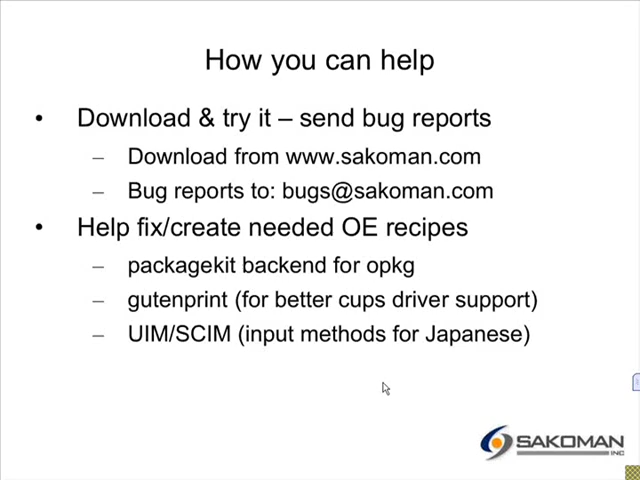 How you can help
• Download & try it – send bug reports
– Download from www.sakoman.com
– Bug reports to: bugs@sakoman.com
• Help fix/create needed OE recipes
– packagekit backend for opkg
– gutenprint (for better cups driver support)
– UIM/SCIM (input methods for Japanese)
SAKOMAN
INC